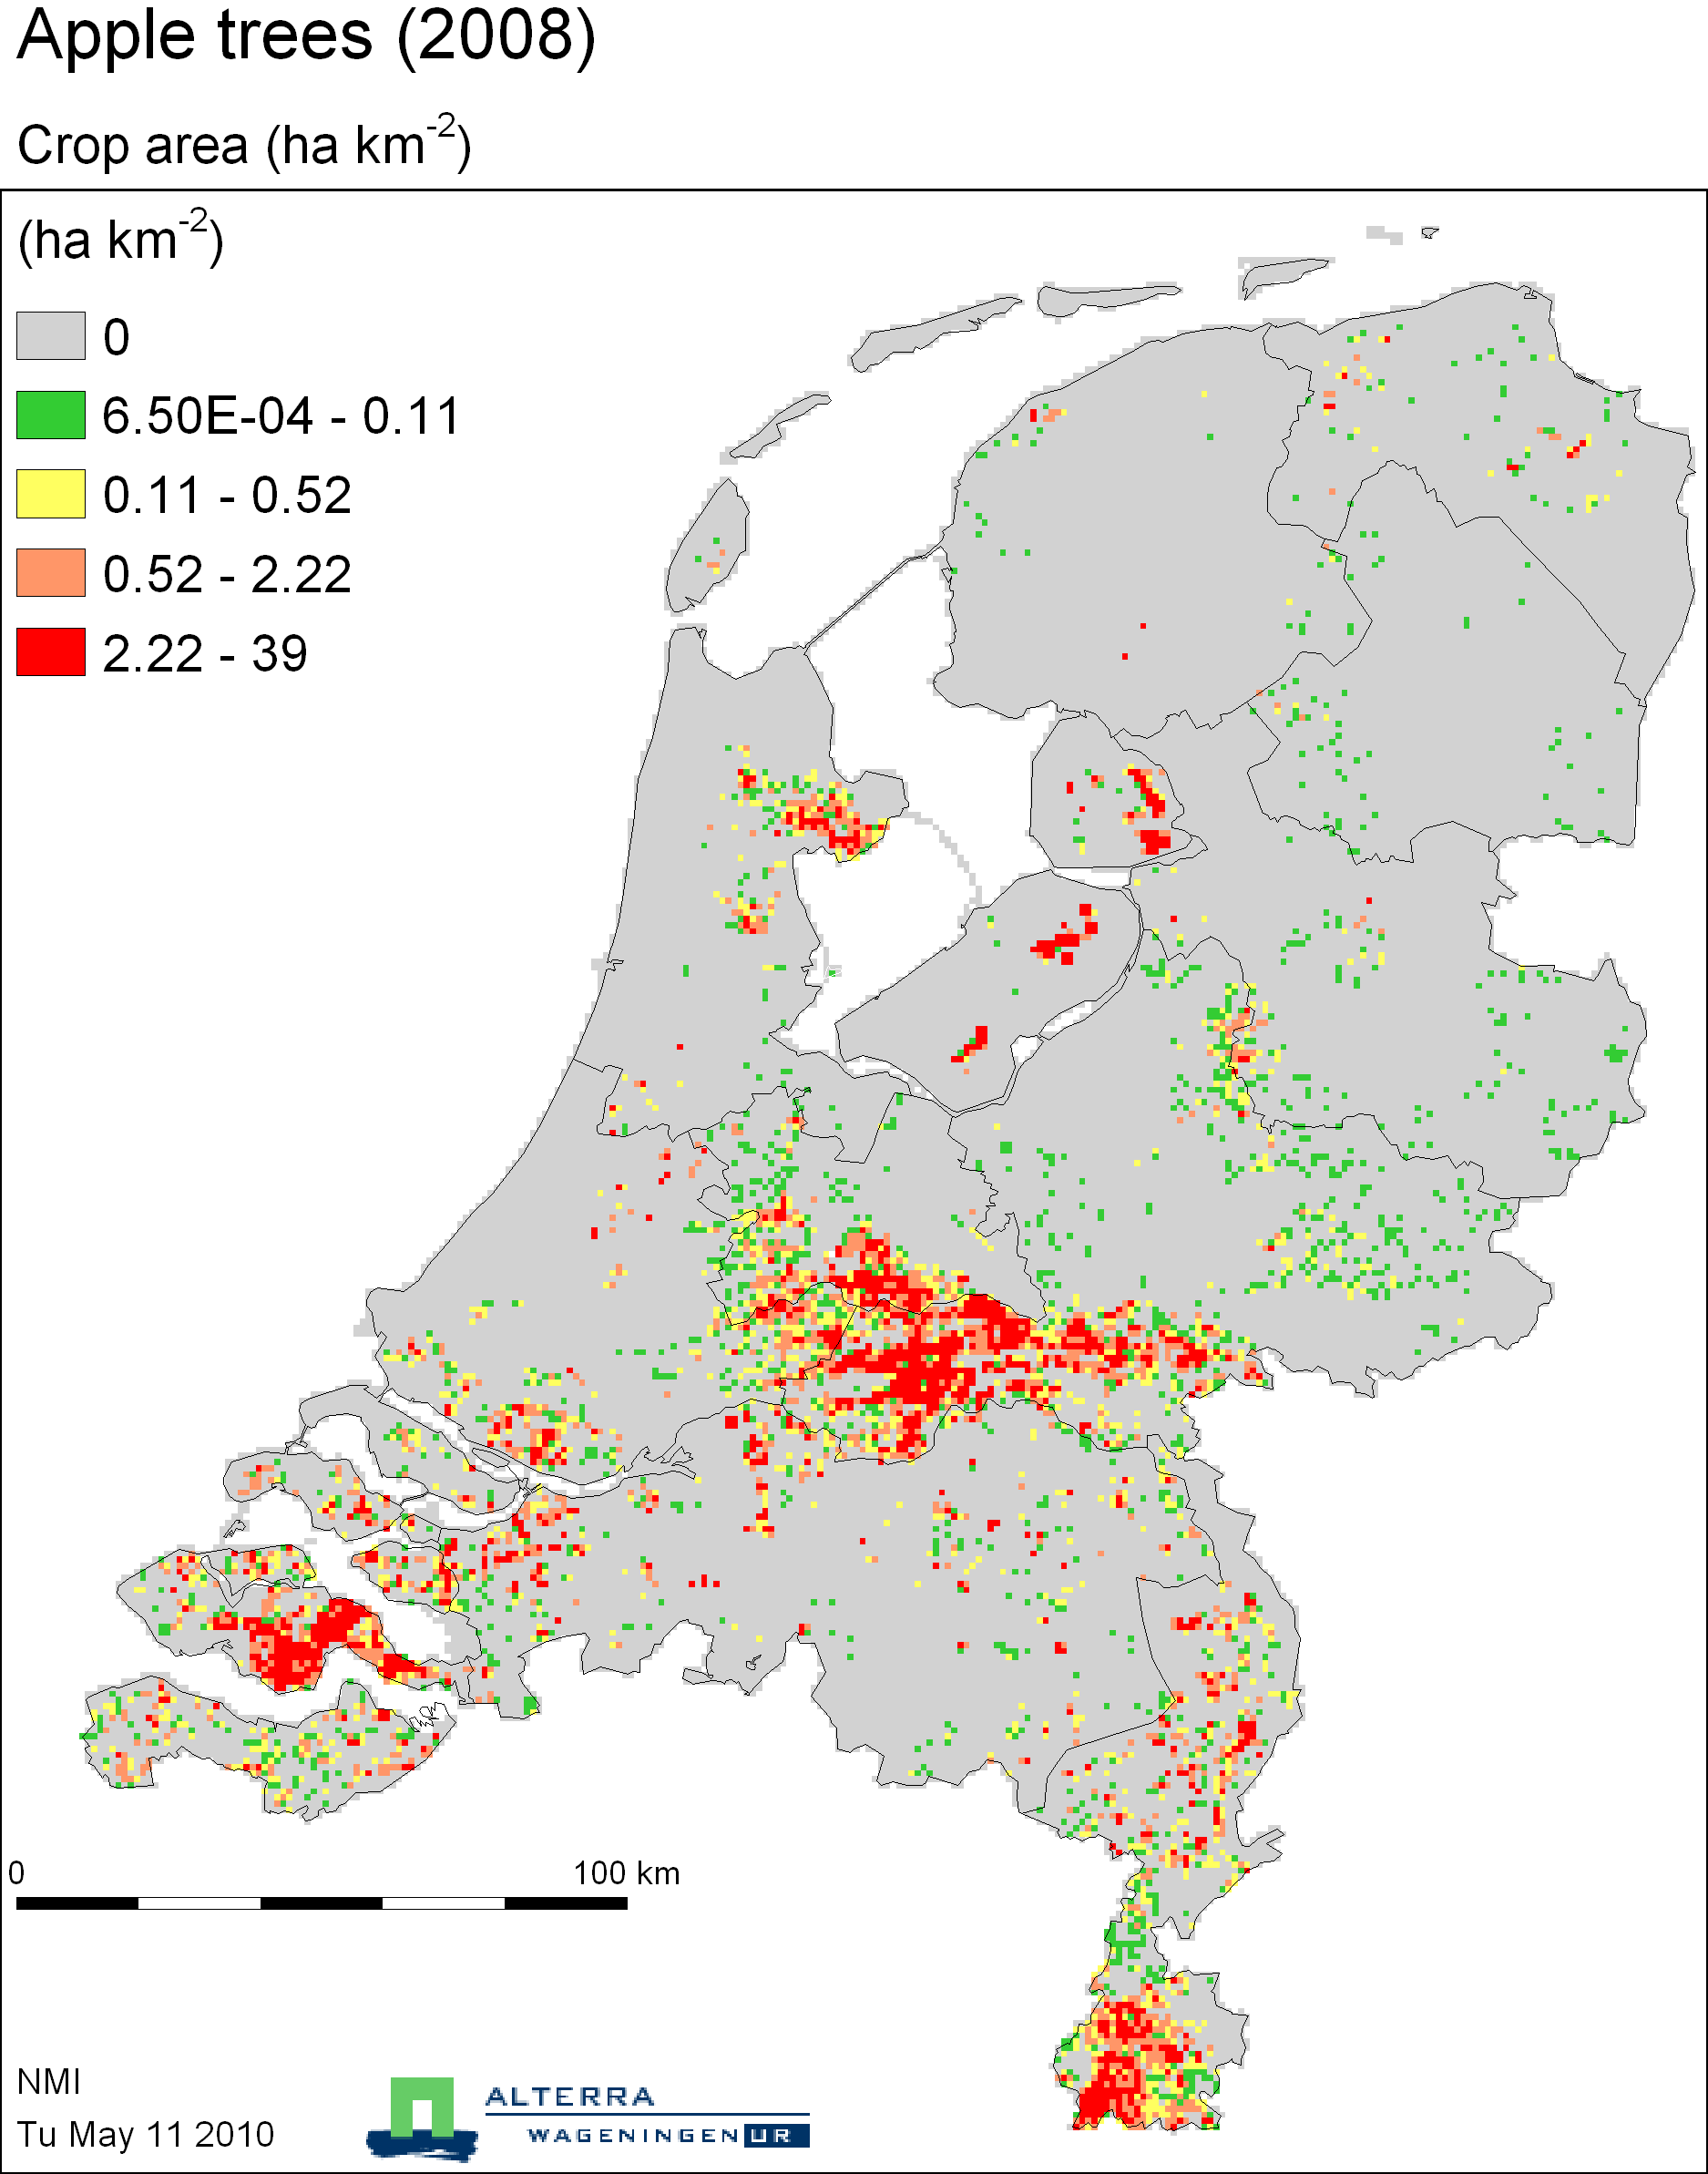 Apple trees (2008)
Crop area (ha km-2)
(ha km-2)
0
6.50E-04 - 0.11
0.11 - 0.52
0.52 - 2.22
2.22 - 39
0 100 km
NMI
Tu May 11 2010
ALTERRA
WAGENINGEN UR